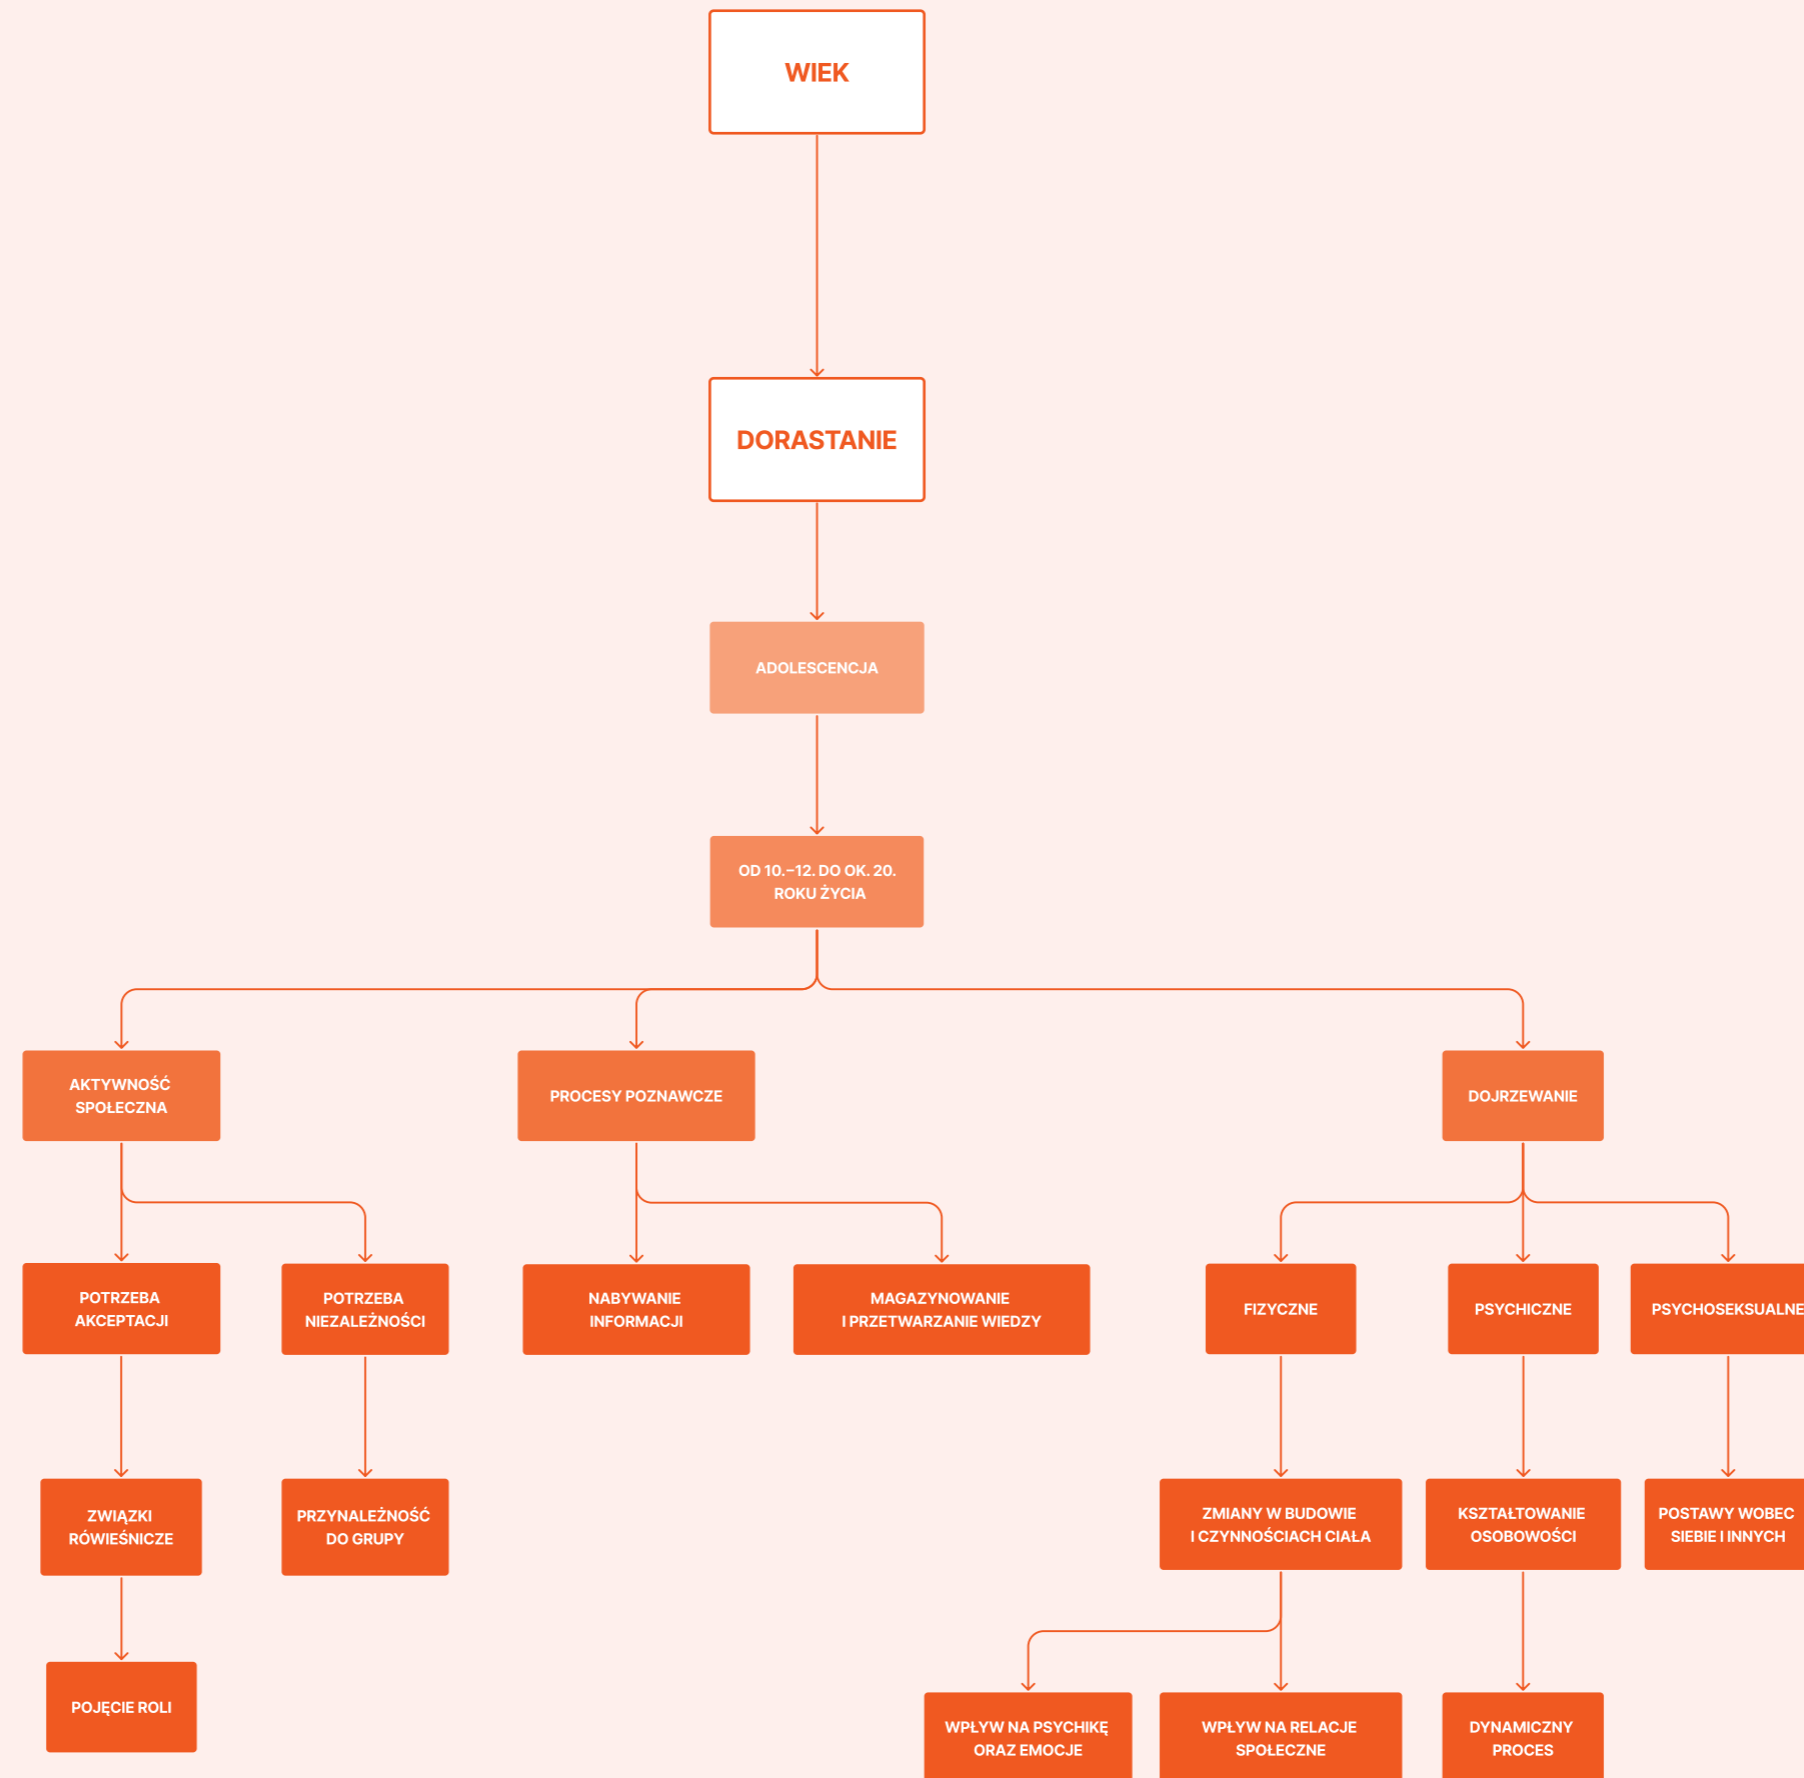 WIEK
DORASTANIE
ADOLESCENCJA
OD 10.–12. DO OK. 20.
ROKU ŻYCIA
AKTYWNOŚĆ
SPOŁECZNA
PROCESY POZNAWCZE
DOJRZEWANIE
POTRZEBA
AKCEPTACJI
POTRZEBA
NIEZALEŻNOŚCI
NABYWANIE
INFORMACJI
MAGAZYNOWANIE
I PRZETWARZANIE WIEDZY
FIZYCZNE
PSYCHICZNE
PSYCHOSEKSUALNE
ZWIĄZKI
RÓWIEŚNICZE
PRZYNALEŻNOŚĆ
DO GRUPY
ZMIANY W BUDOWIE
I CZYNNOŚCIACH CIAŁA
KSZTAŁTOWANIE
OSOBOWOŚCI
POSTAWY WOBEC
SIEBIE I INNYCH
POJĘCIE ROLI
WPŁYW NA PSYCHIKĘ
ORAZ EMOCJE
WPŁYW NA RELACJE
SPOŁECZNE
DYNAMICZNY
PROCES